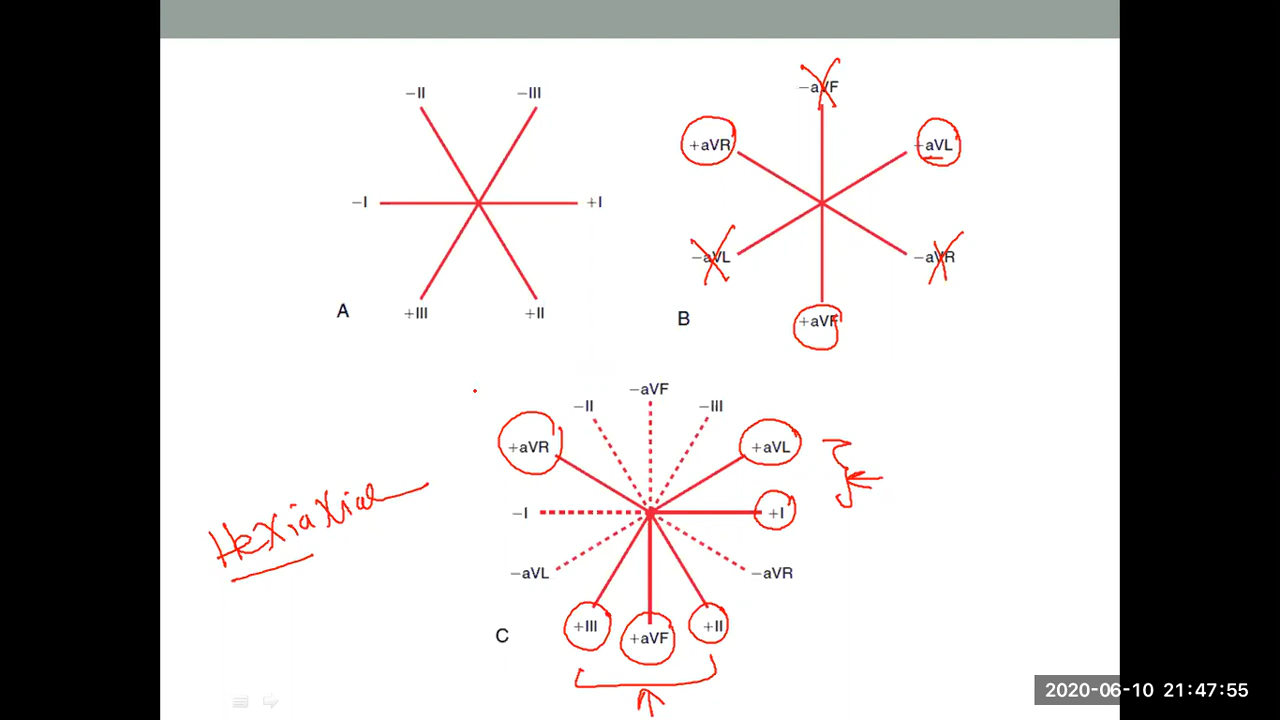 −II −III
−I +I
+III +II
A
−aVF
+aVR +aVL
−aVL −aVR
+aVF
B
−aVF
−II −III
+aVR +aVL
−I +I
−aVL −aVR
+III +aVF +II
C
Hexiaxial
2020-06-10 21:47:55